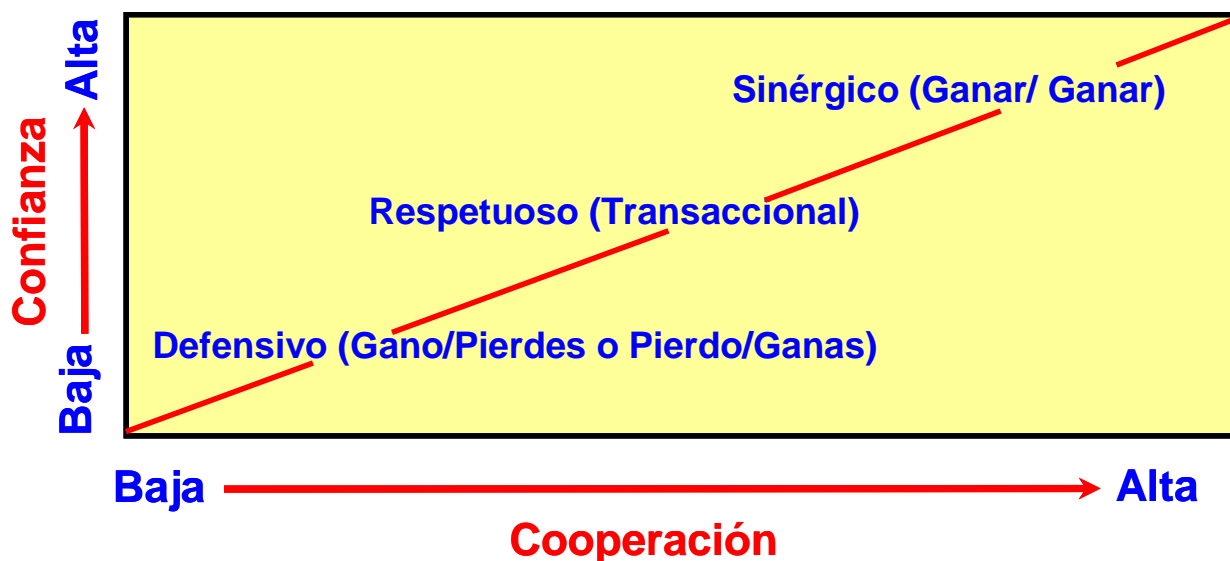 Alta
Confianza
Baja
Sinérgico (Ganar/ Ganar)
Respetuoso (Transaccional)
Defensivo (Gano/Pierdes o Pierdo/Ganas)
Baja
Alta
Cooperación